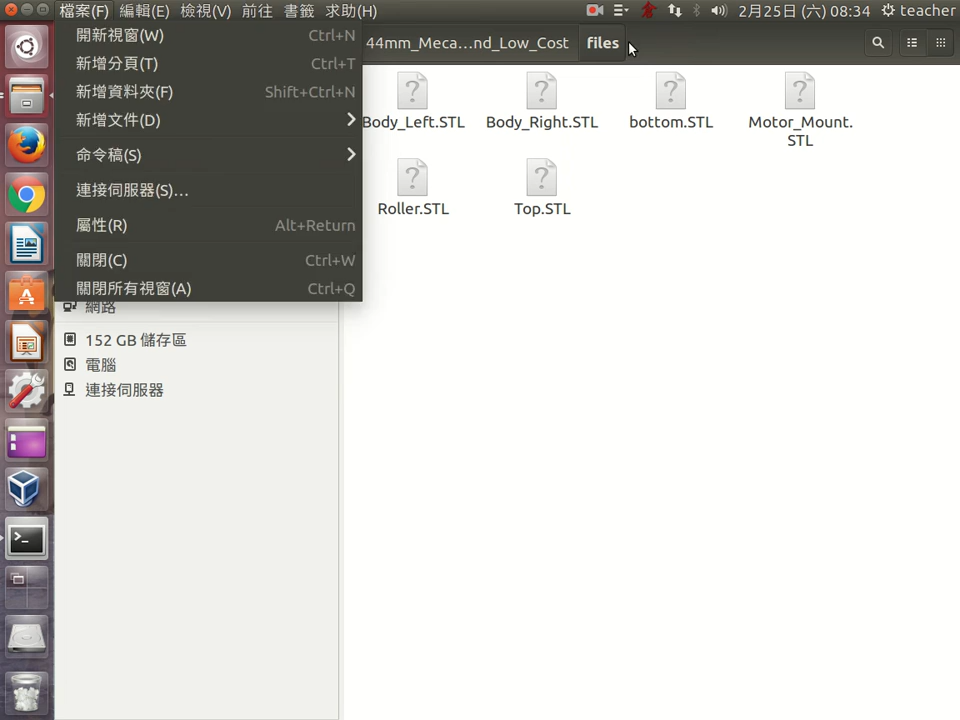 檔案(F) 編輯(E) 檢視(V) 前往 書籤 求助(H) 2月25日 (六) 08:34 teacher
44mm_Meca…nd_Low_Cost files
開新視窗(W) Ctrl+N
新增分頁(T) Ctrl+T
新增資料夾(F) Shift+Ctrl+N
新增文件(D)
命令稿(S)
連接伺服器(S)…
屬性(R) Alt+Return
關閉(C) Ctrl+W
關閉所有視窗(A) Ctrl+Q
網路
152 GB 儲存區
電腦
連接伺服器
Body_Left.STL
Body_Right.STL
bottom.STL
Motor_Mount.
STL
Roller.STL
Top.STL